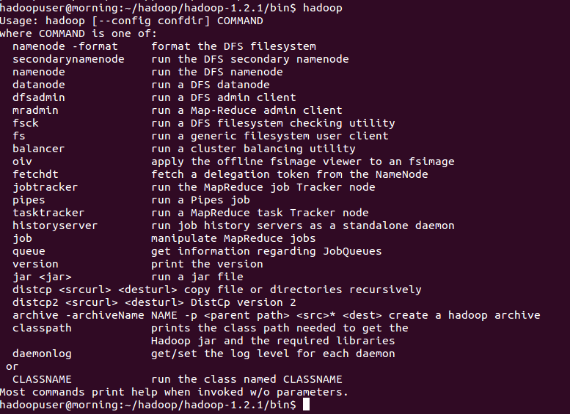 hadoopuser@morning:~/hadoop/hadoop-1.2.1/bin$ hadoop
Usage: hadoop [--config confdir] COMMAND
where COMMAND is one of:
  namenode -format     format the DFS filesystem
  secondarynamenode    run the DFS secondary namenode
  namenode             run the DFS namenode
  datanode             run a DFS datanode
  dfsadmin             run a DFS admin client
  mradmin              run a Map-Reduce admin client
  fsck                 run a DFS filesystem checking utility
  fs                   run a generic filesystem user client
  balancer             run a cluster balancing utility
  oiv                  apply the offline fsimage viewer to an fsimage
  fetchdt              fetch a delegation token from the NameNode
  jobtracker           run the MapReduce job Tracker node
  pipes                run a Pipes job
  tasktracker          run a MapReduce task Tracker node
  historyserver        run job history servers as a standalone daemon
  job                  manipulate MapReduce jobs
  queue                get information regarding JobQueues
  version              print the version
  jar <jar>            run a jar file
  distcp <srcurl> <desturl> copy file or directories recursively
  distcp2 <srcurl> <desturl> DistCp version 2
  archive -archiveName NAME -p <parent path> <src>* <dest> create a hadoop archive
  classpath            prints the class path needed to get the
                       Hadoop jar and the required libraries
  daemonlog            get/set the log level for each daemon
 or
  CLASSNAME            run the class named CLASSNAME
Most commands print help when invoked w/o parameters.
hadoopuser@morning:~/hadoop/hadoop-1.2.1/bin$